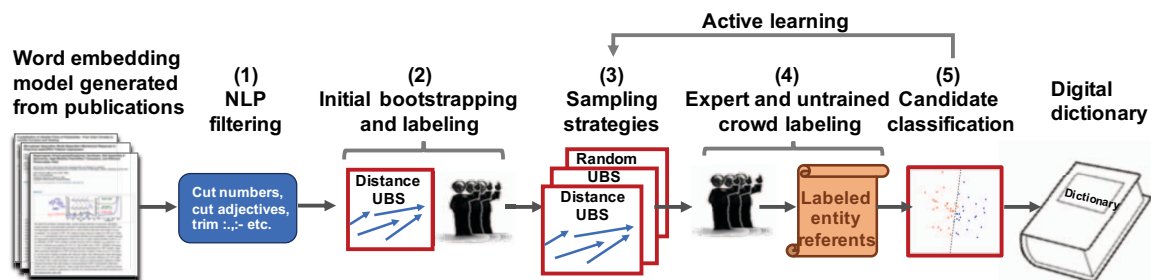 Active learning
Word embedding
model generated
from publications
(1)
NLP
filtering
Cut numbers,
cut adjectives,
trim :.,;- etc.
(2)
Initial bootstrapping
and labeling
Distance
UBS
(3)
Sampling
strategies
Random
UBS
Distance
UBS
(4)
Expert and untrained
crowd labeling
Labeled
entity
referents
(5)
Candidate
classification
Digital
dictionary
Dictionary